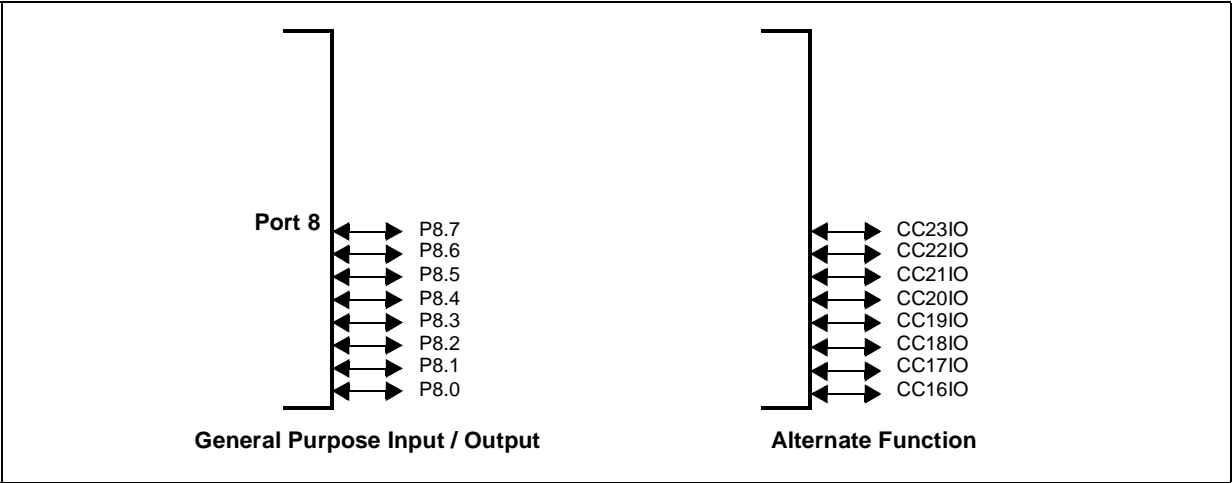 Port 8
P8.7
P8.6
P8.5
P8.4
P8.3
P8.2
P8.1
P8.0
General Purpose Input / Output
CC23IO
CC22IO
CC21IO
CC20IO
CC19IO
CC18IO
CC17IO
CC16IO
Alternate Function